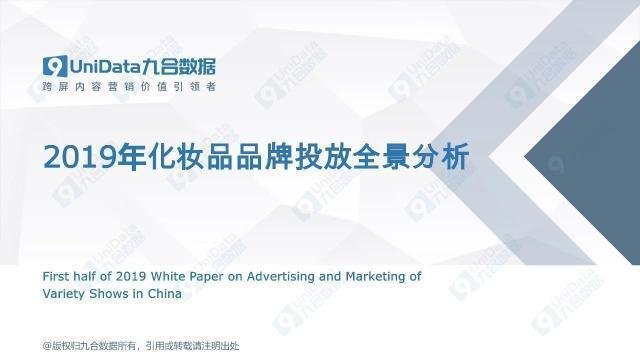 UniData九合数据
跨屏内容营销价值引领者
2019年化妆品品牌投放全景分析
First half of 2019 White Paper on Advertising and Marketing of
Variety Shows in China
@版权归九合数据所有，引用或转载请注明出处